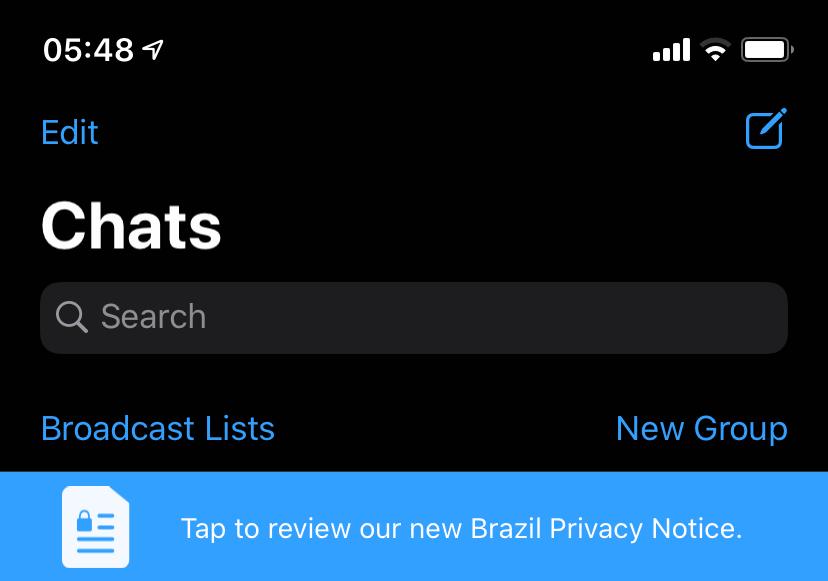 05:48
Edit
Chats
Search
Broadcast Lists
New Group
Tap to review our new Brazil Privacy Notice.